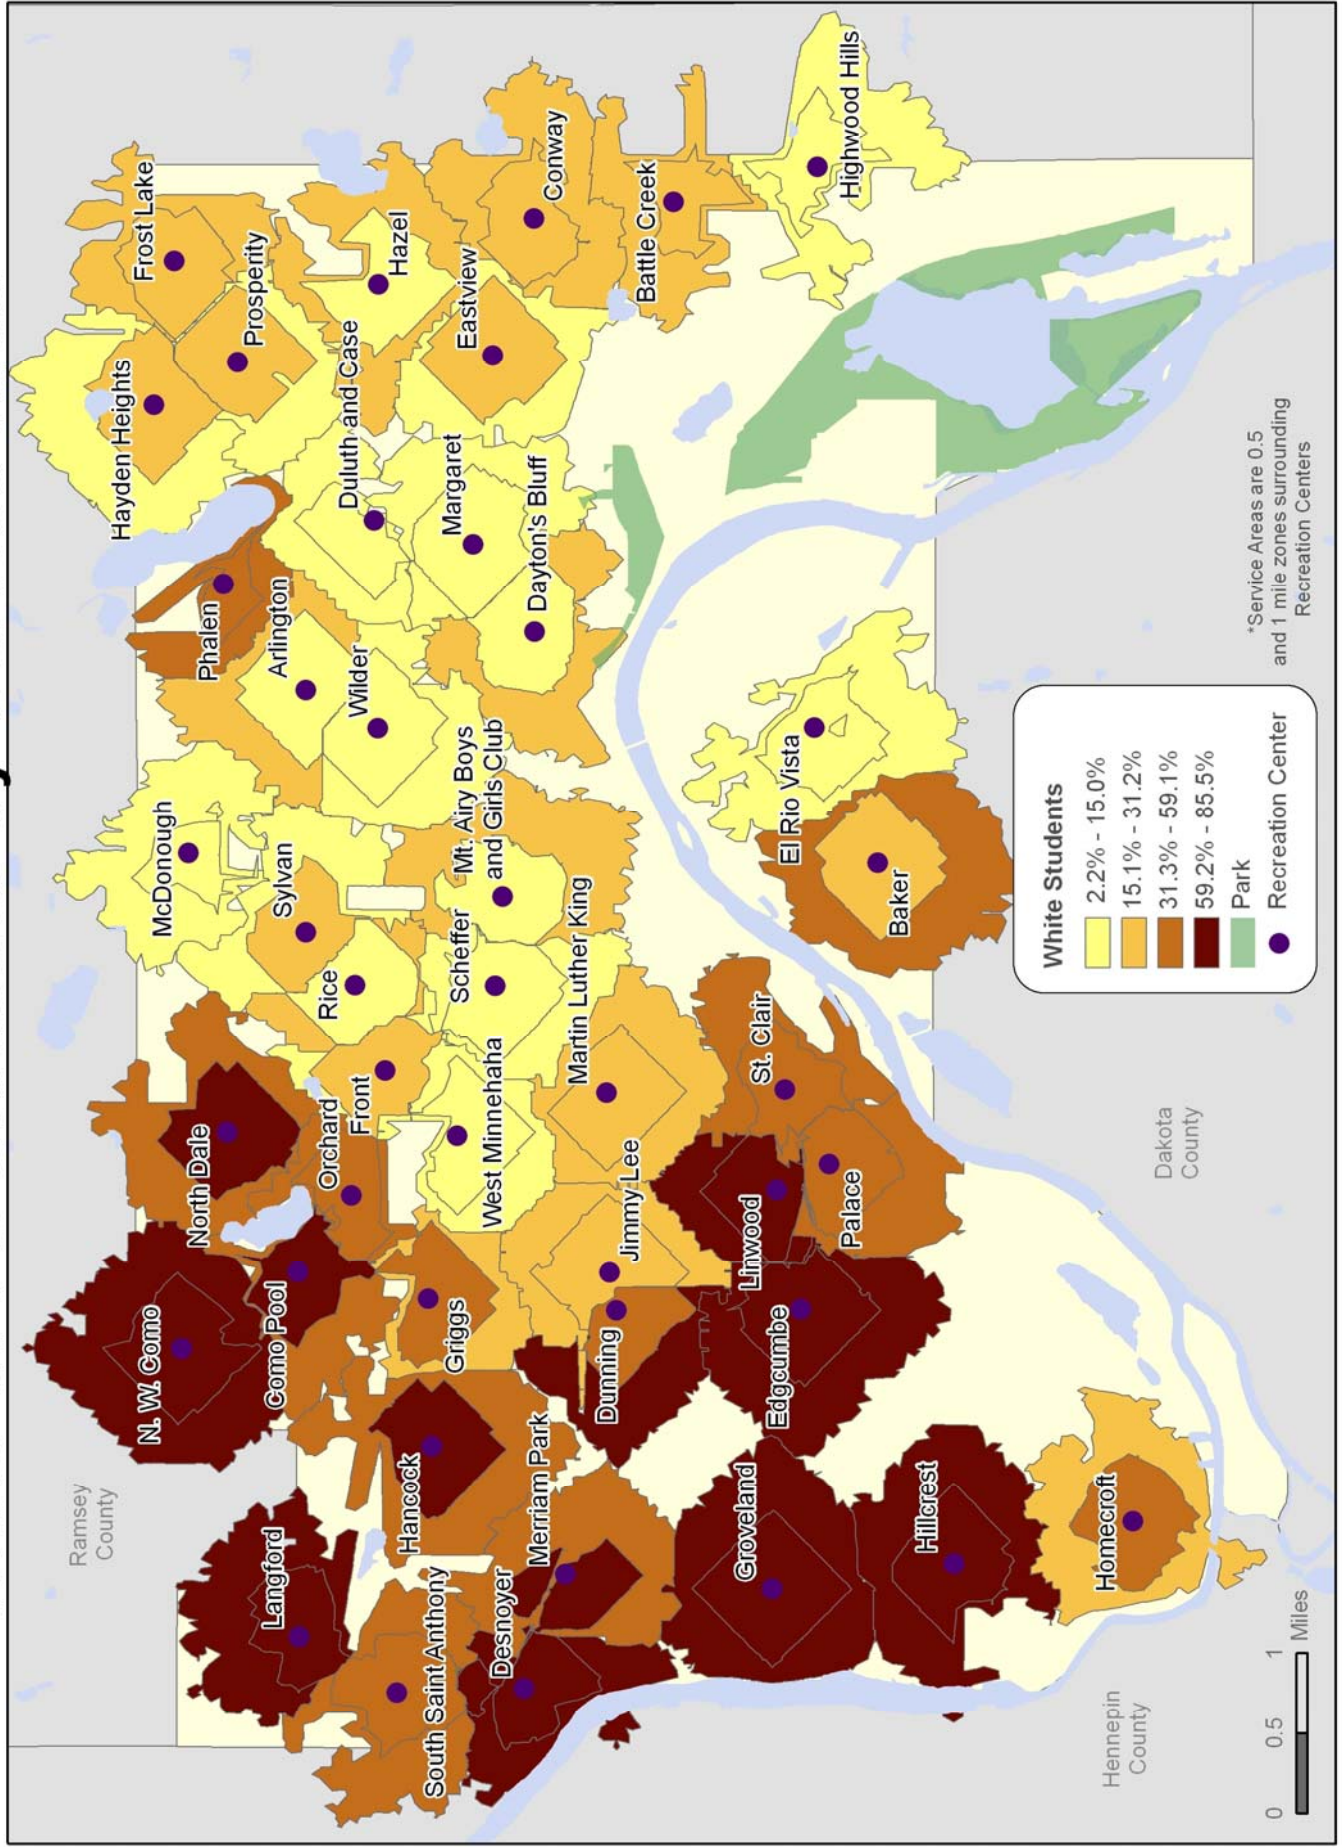 Ramsey
County
N. W. Como
North Dale
McDonough
Phalen
Hayden Heights
Frost Lake
Prosperity
Langford
Como Pool
Orchard
Front
Rice
Sylvan
Arlington
Wilder
Duluth and Case
Hazel
South Saint Anthony
Hancock
Griggs
West Minnehaha
Scheffer
Mt. Airy Boys
and Girls Club
Margaret
Eastview
Conway
Desnoyer
Merriam Park
Dunning
Jimmy Lee
Martin Luther King
Dayton's Bluff
Battle Creek
Groveland
Edgcumbe
Linwood
St. Clair
Palace
El Rio Vista
Baker
Highwood Hills
Hillcrest
Homecroft
Hennepin
County
Dakota
County
White Students
2.2% - 15.0%
15.1% - 31.2%
31.3% - 59.1%
59.2% - 85.5%
Park
Recreation Center
*Service Areas are 0.5
and 1 mile zones surrounding
Recreation Centers
0 0.5 1
Miles